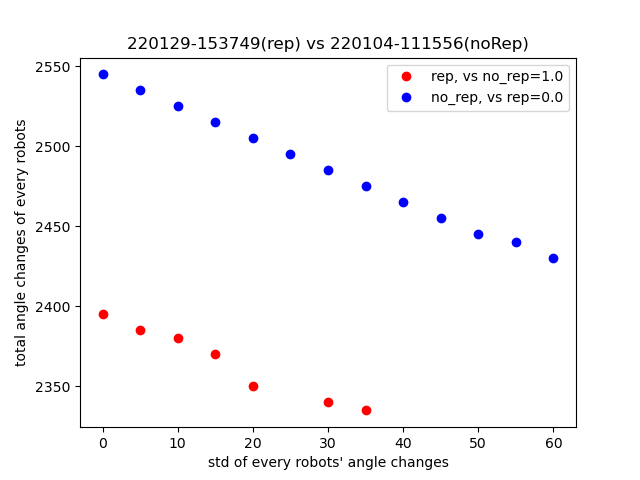 220129-153749(rep) vs 220104-111556(noRep)
rep, vs no_rep=1.0
no_rep, vs rep=0.0
total angle changes of every robots
2550
2500
2450
2400
2350
0 10 20 30 40 50 60
std of every robots' angle changes